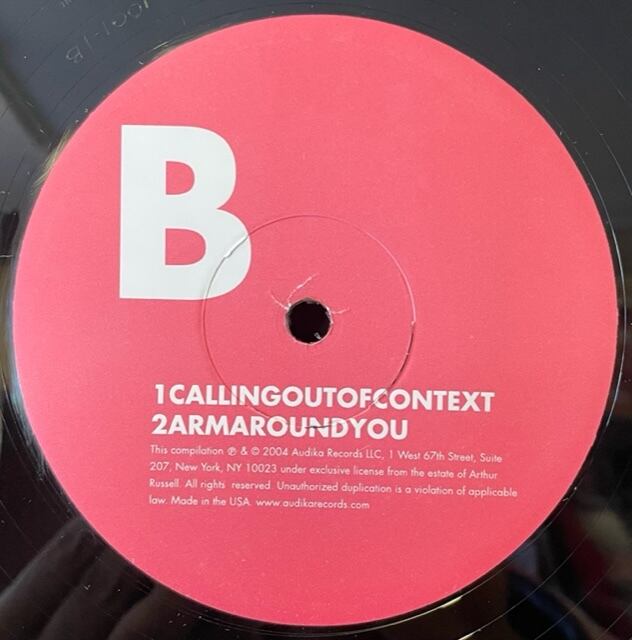 B
1CALLINGOUTOFCONTEXT
2ARMAROUNDYOU
This compilation ℗ & © 2004 Audika Records LLC, 1 West 67th Street, Suite
207, New York, NY 10023 under exclusive license from the estate of Arthur
Russell. All rights reserved. Unauthorized duplication is a violation of applicable
law. Made in the USA www.audikarecords.com